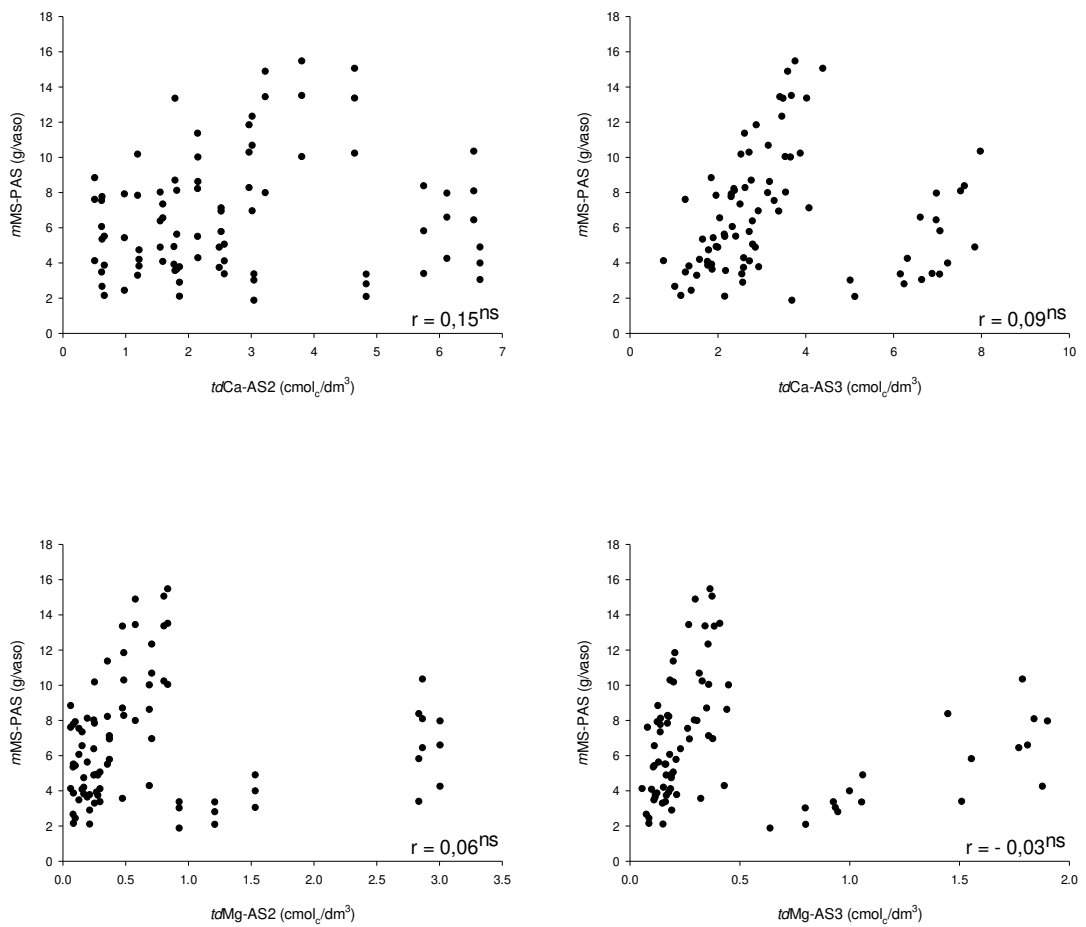 18
16
14
12
10
8
6
4
2
0
mMS-PAS (g/vaso)
r = 0,15ns
0 1 2 3 4 5 6 7
tdCa-AS2 (cmolc/dm3)
18
16
14
12
10
8
6
4
2
0
mMS-PAS (g/vaso)
r = 0,09ns
0 2 4 6 8 10
tdCa-AS3 (cmolc/dm3)
18
16
14
12
10
8
6
4
2
0
mMS-PAS (g/vaso)
r = 0,06ns
0.0 0.5 1.0 1.5 2.0 2.5 3.0 3.5
tdMg-AS2 (cmolc/dm3)
18
16
14
12
10
8
6
4
2
0
mMS-PAS (g/vaso)
r = - 0,03ns
0.0 0.5 1.0 1.5 2.0
tdMg-AS3 (cmolc/dm3)